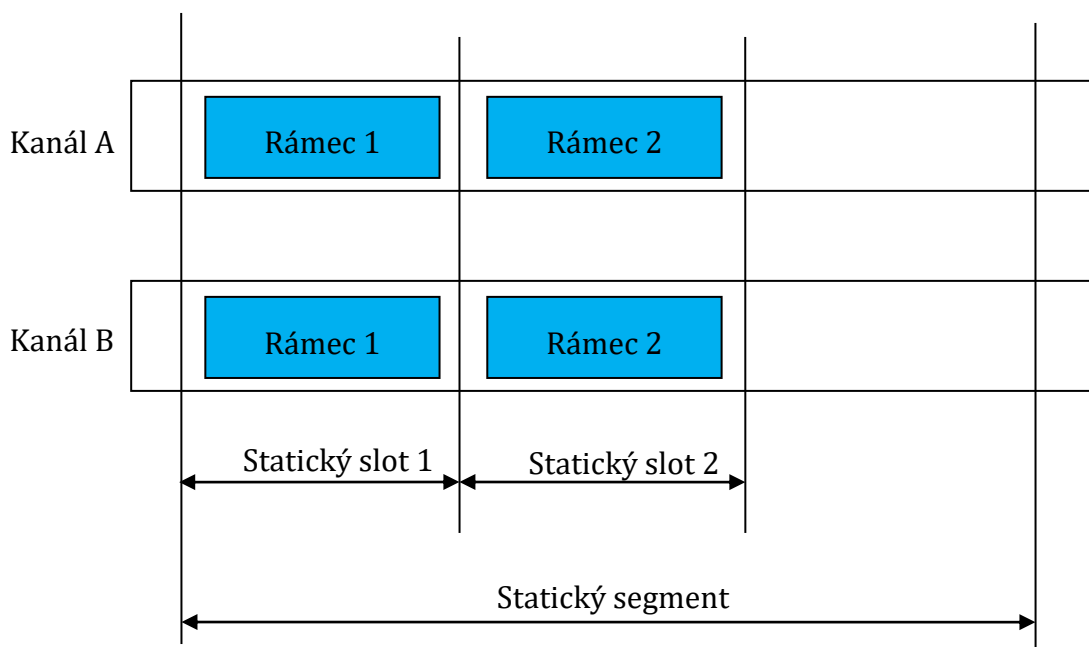 Kanál A
Rámec 1
Rámec 2
Kanál B
Rámec 1
Rámec 2
Statický slot 1
Statický slot 2
Statický segment